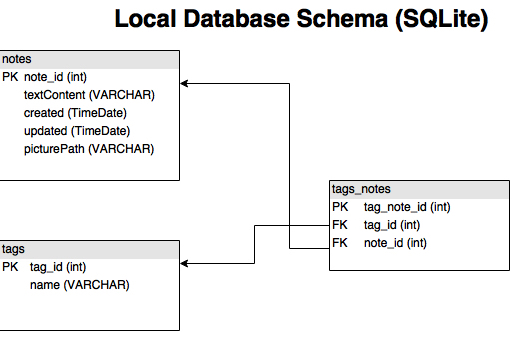 Local Database Schema (SQLite)
notes
PK note_id (int)
textContent (VARCHAR)
created (TimeDate)
updated (TimeDate)
picturePath (VARCHAR)
tags_notes
PK tag_note_id (int)
FK tag_id (int)
FK note_id (int)
tags
PK tag_id (int)
name (VARCHAR)